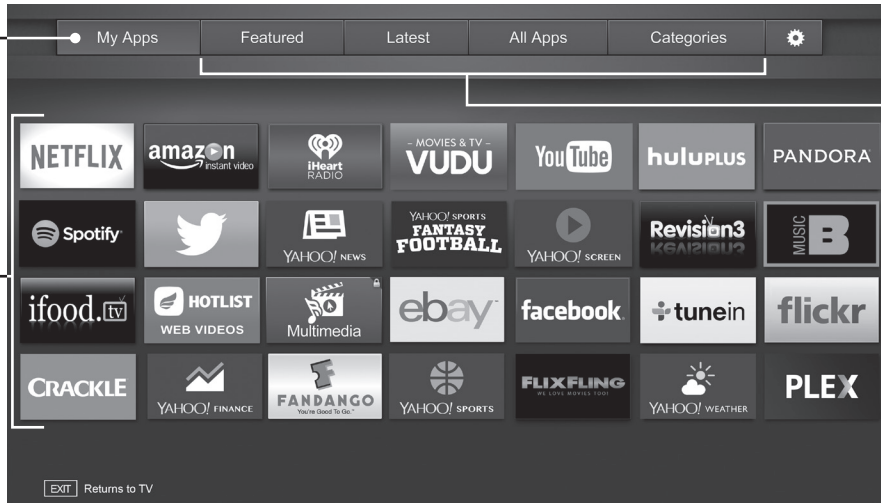 My Apps Featured Latest All Apps Categories
NETFLIX
amazon
instant video
iHeart
RADIO
– MOVIES & TV –
VUDU
YouTube
huluPLUS
PANDORA
Spotify
YAHOO! NEWS
YAHOO! SPORTS
FANTASY
FOOTBALL
YAHOO! SCREEN
Revision3
MUSIC
B
ifood.tv
HOTLIST
WEB VIDEOS
Multimedia
ebay
facebook
tunein
flickr
CRACKLE
YAHOO! FINANCE
FANDANGO
You're Good To Go.
YAHOO! SPORTS
FLIXFLING
WE LOVE MOVIES TOO!
YAHOO! WEATHER
PLEX
EXIT Returns to TV